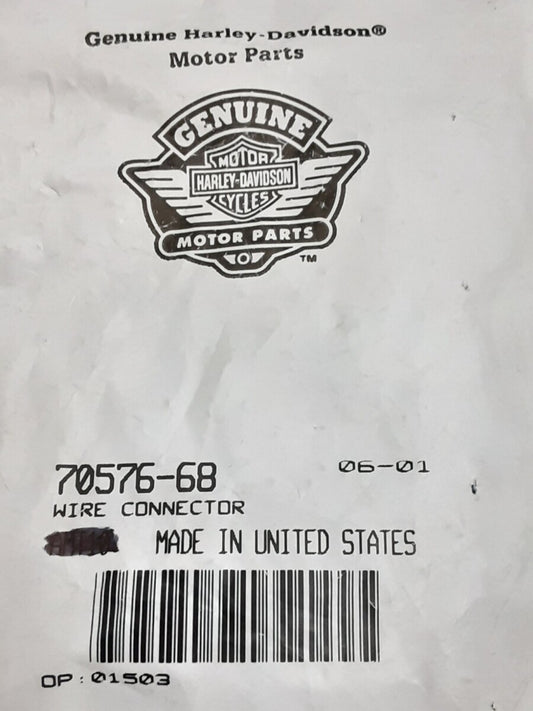 Genuine Harley-Davidson®
Motor Parts
GENUINE
MOTOR
HARLEY-DAVIDSON
CYCLES
MOTOR PARTS
TM
70576-68 06-01
WIRE CONNECTOR
MADE IN UNITED STATES
OP: 01503